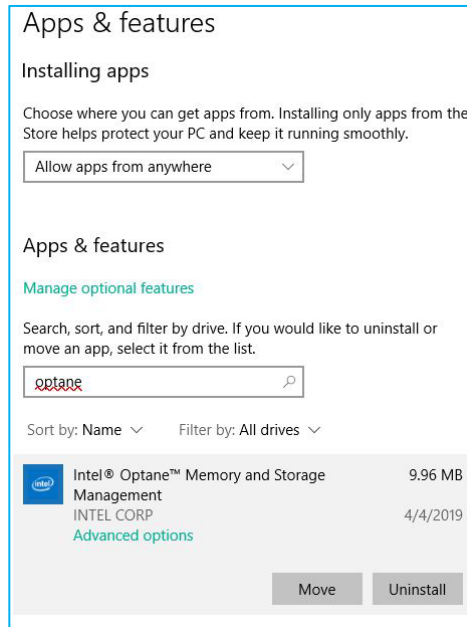 Apps & features
Installing apps
Choose where you can get apps from. Installing only apps from the
Store helps protect your PC and keep it running smoothly.
Allow apps from anywhere
Apps & features
Manage optional features
Search, sort, and filter by drive. If you would like to uninstall or
move an app, select it from the list.
optane
Sort by: Name Filter by: All drives
intel
Intel® Optane™ Memory and Storage 9.96 MB
Management
INTEL CORP 4/4/2019
Advanced options
Move Uninstall